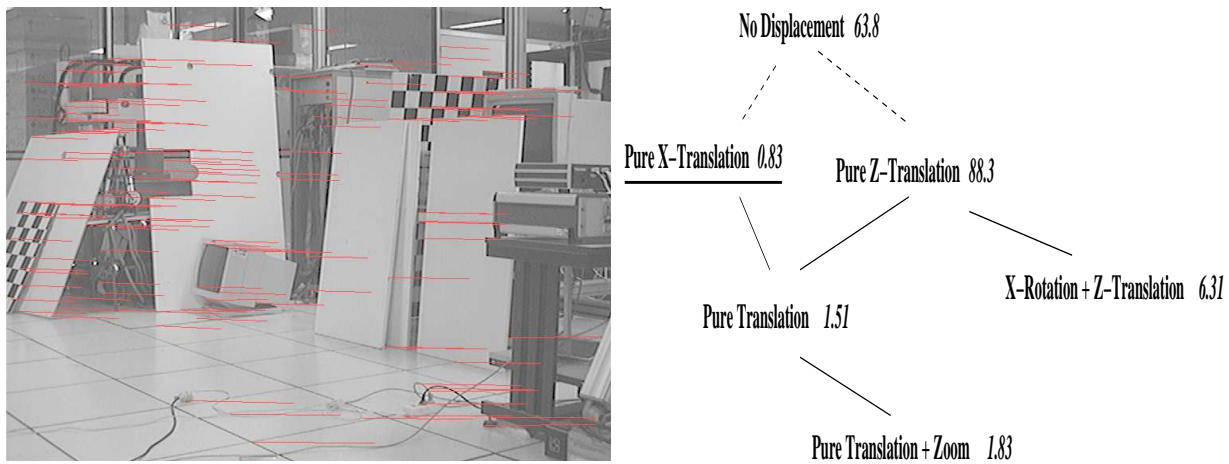 No Displacement 63.8
Pure X–Translation 0.83
Pure Z–Translation 88.3
X–Rotation + Z–Translation 6.31
Pure Translation 1.51
Pure Translation + Zoom 1.83